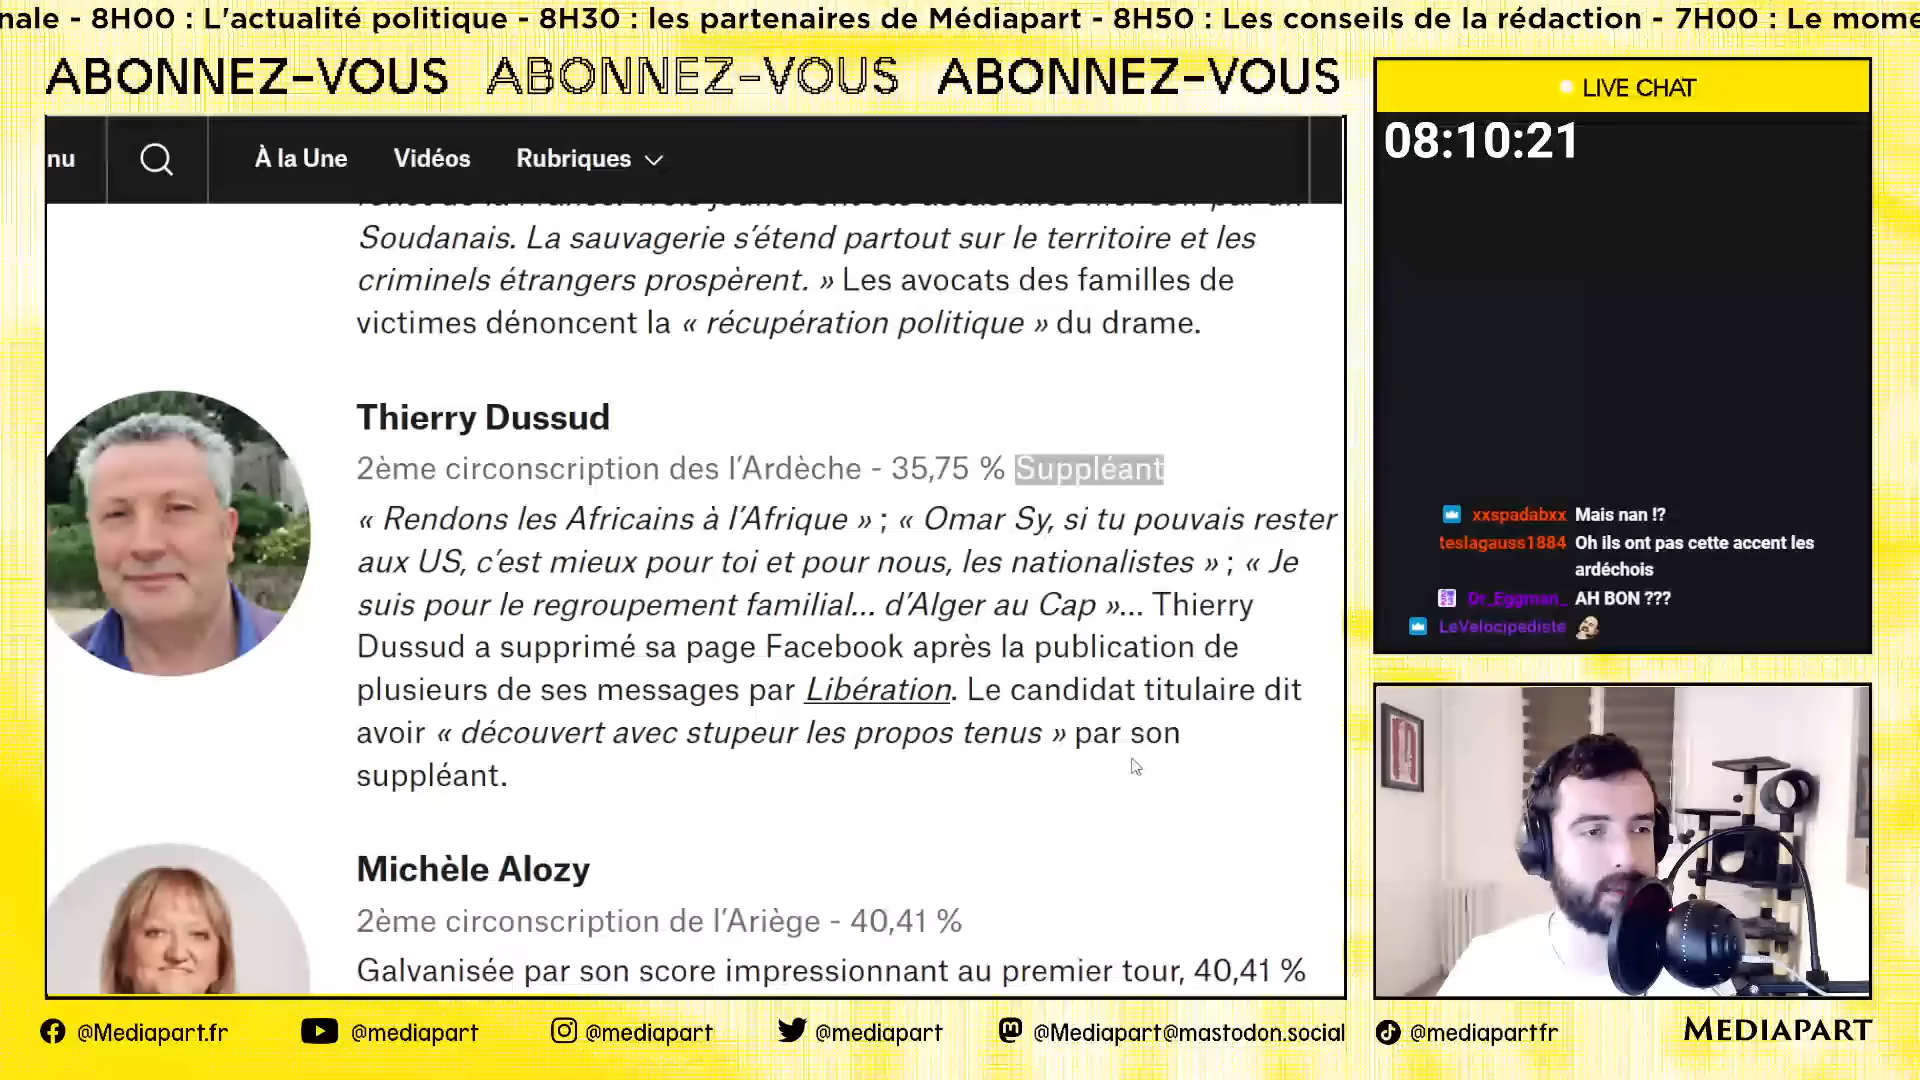 nale - 8H00 : L'actualité politique - 8H30 : les partenaires de Médiapart - 8H50 : Les conseils de la rédaction - 7H00 : Le mome
ABONNEZ-VOUS ABONNEZ-VOUS ABONNEZ-VOUS
nu
À la Une Vidéos Rubriques
Soudanais. La sauvagerie s'étend partout sur le territoire et les
criminels étrangers prospèrent. » Les avocats des familles de
victimes dénoncent la « récupération politique » du drame.
Thierry Dussud
2ème circonscription des l'Ardèche - 35,75 % Suppléant
« Rendons les Africains à l'Afrique » ; « Omar Sy, si tu pouvais rester
aux US, c'est mieux pour toi et pour nous, les nationalistes » ; « Je
suis pour le regroupement familial... d'Alger au Cap »... Thierry
Dussud a supprimé sa page Facebook après la publication de
plusieurs de ses messages par Libération. Le candidat titulaire dit
avoir « découvert avec stupeur les propos tenus » par son
suppléant.
Michèle Alozy
2ème circonscription de l'Ariège - 40,41 %
Galvanisée par son score impressionnant au premier tour, 40,41 %
LIVE CHAT
08:10:21
xxspadabxx Mais nan !?
teslagauss1884 Oh ils ont pas cette accent les
ardéchois
Dr_Eggman_ AH BON ???
LeVelocipediste
@Mediapart.fr @mediapart @mediapart @mediapart @Mediapart@mastodon.social @mediapartfr MEDIAPART